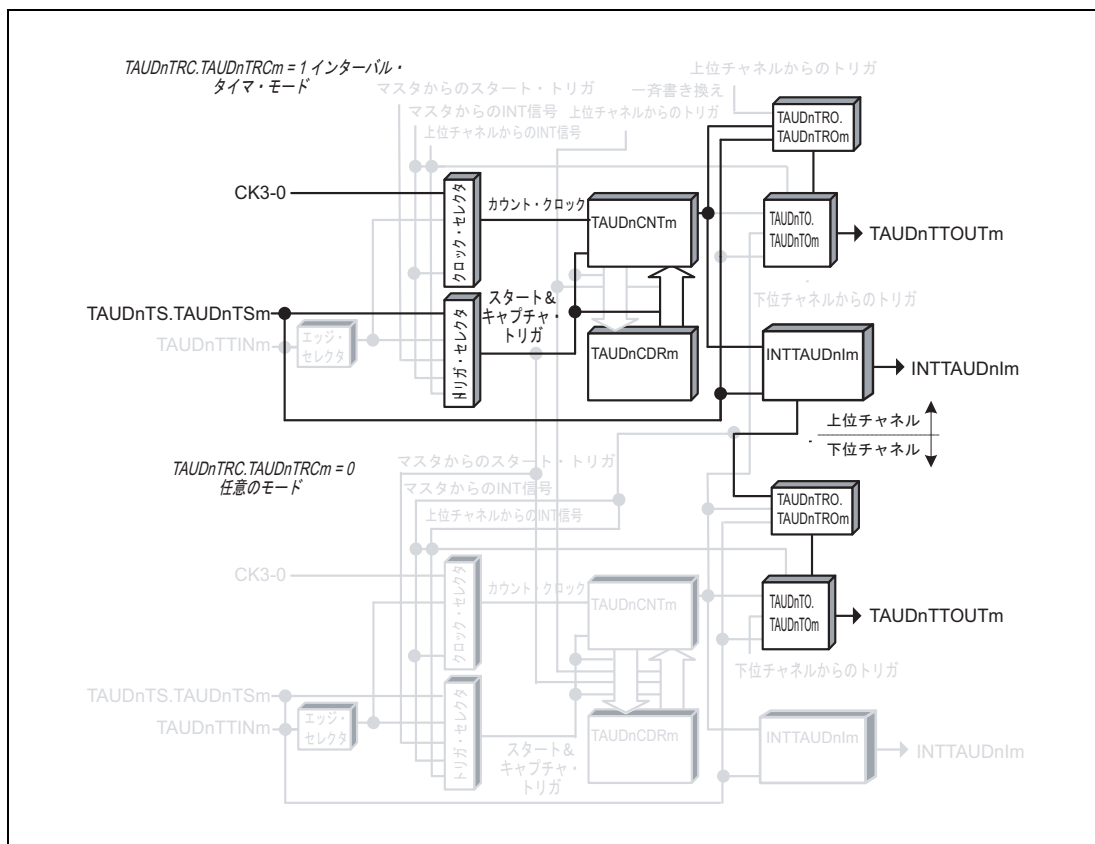 TAUDnTRC.TAUDnTRCm = 1 インターバル・
タイマ・モード
上位チャネルからのトリガ
マスタからのスタート・トリガ
一斉書き換え
マスタからのINT信号
上位チャネルからのトリガ
上位チャネルからのINT信号
TAUDnTRO.
TAUDnTROm
CK3-0
クロック・セレクタ
カウント・クロック
TAUDnCNTm
TAUDnTO.
TAUDnTOm
TAUDnTTOUTm
下位チャネルからのトリガ
TAUDnTS.TAUDnTSm
TAUDnTTINm
エッジ・
セレクタ
トリガ・セレクタ
スタート&
キャプチャ・
トリガ
TAUDnCDRm
INTTAUDnIm
INTTAUDnIm
上位チャネル
下位チャネル
TAUDnTRC.TAUDnTRCm = 0
任意のモード
マスタからのスタート・トリガ
マスタからのINT信号
上位チャネルからのINT信号
TAUDnTRO.
TAUDnTROm
CK3-0
クロック・セレクタ
カウント・クロック
TAUDnCNTm
TAUDnTO.
TAUDnTOm
TAUDnTTOUTm
下位チャネルからのトリガ
TAUDnTS.TAUDnTSm
TAUDnTTINm
エッジ・
セレクタ
トリガ・セレクタ
スタート&
キャプチャ・
トリガ
TAUDnCDRm
INTTAUDnIm
INTTAUDnIm